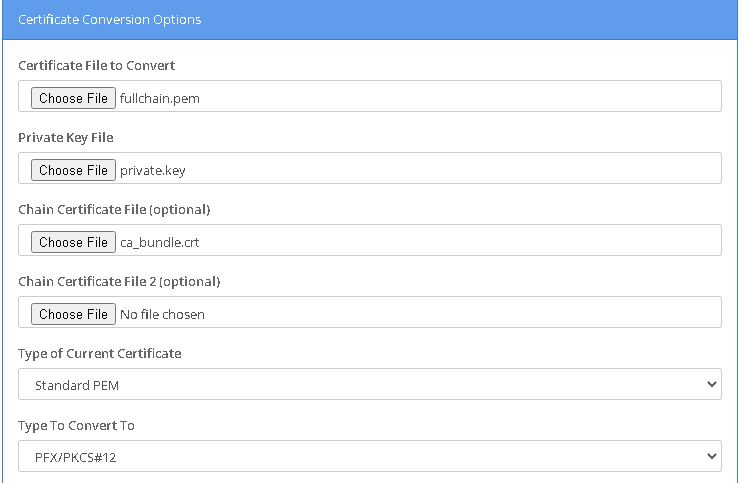 Certificate Conversion Options
Certificate File to Convert
Choose File fullchain.pem
Private Key File
Choose File private.key
Chain Certificate File (optional)
Choose File ca_bundle.crt
Chain Certificate File 2 (optional)
Choose File No file chosen
Type of Current Certificate
Standard PEM
Type To Convert To
PFX/PKCS#12